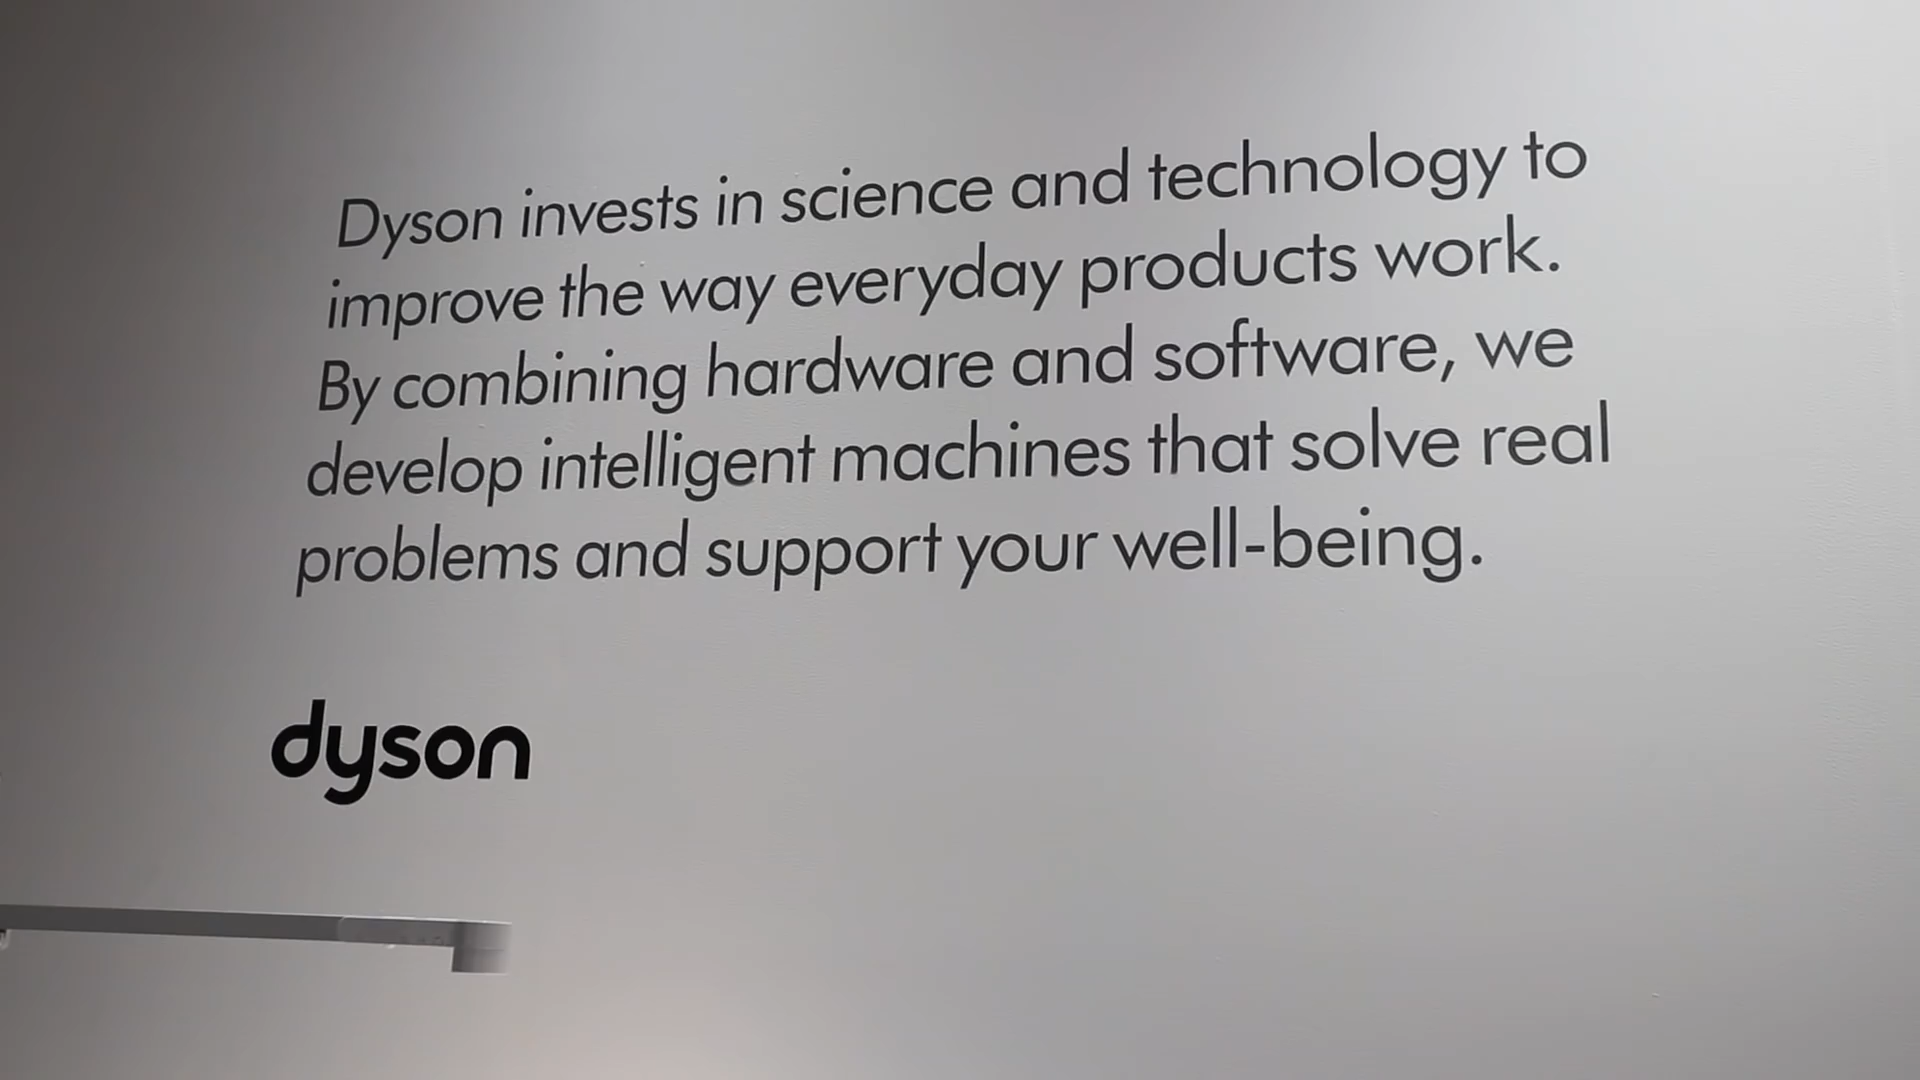 Dyson invests in science and technology to
improve the way everyday products work.
By combining hardware and software, we
develop intelligent machines that solve real
problems and support your well-being.
dyson